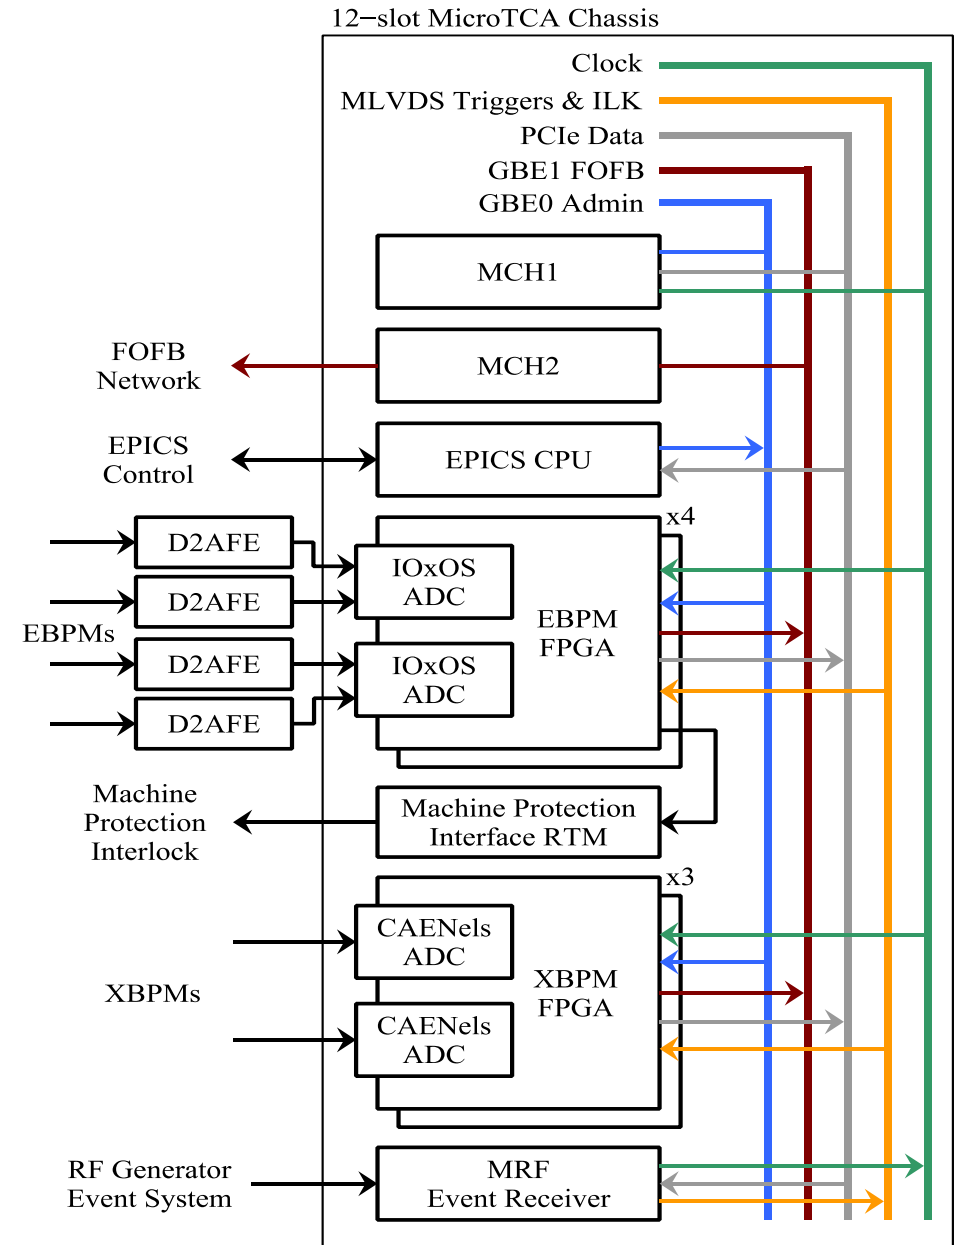 12−slot MicroTCA Chassis
Clock
MLVDS Triggers & ILK
PCIe Data
GBE1 FOFB
GBE0 Admin
MCH1
FOFB
Network
MCH2
EPICS
Control
EPICS CPU
x4
D2AFE
D2AFE
D2AFE
D2AFE
EBPMs
IOxOS
ADC
IOxOS
ADC
EBPM
FPGA
Machine
Protection
Interlock
Machine Protection
Interface RTM
x3
XBPMs
CAENels
ADC
CAENels
ADC
XBPM
FPGA
RF Generator
Event System
MRF
Event Receiver